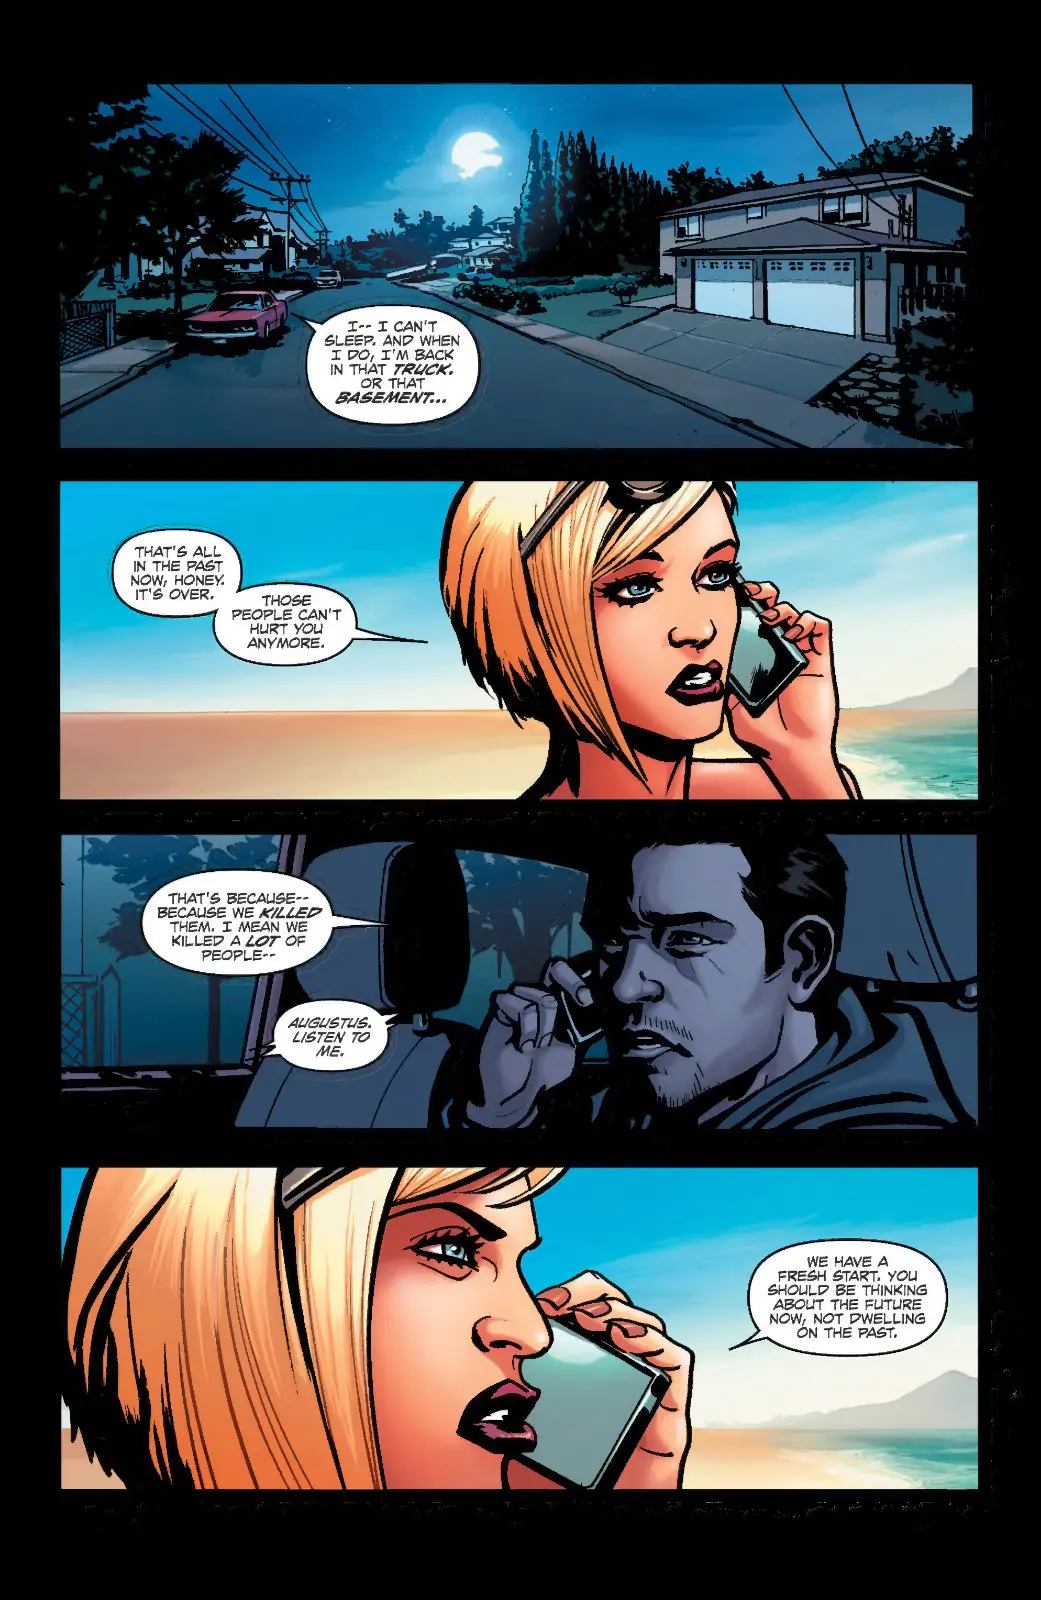 I-- I CAN'T
SLEEP. AND WHEN
I DO, I'M BACK
IN THAT TRUCK.
OR THAT
BASEMENT...
THAT'S ALL
IN THE PAST
NOW, HONEY.
IT'S OVER.
THOSE
PEOPLE CAN'T
HURT YOU
ANYMORE.
THAT'S BECAUSE--
BECAUSE WE KILLED
THEM. I MEAN WE
KILLED A LOT OF
PEOPLE--
AUGUSTUS.
LISTEN TO
ME.
WE HAVE A
FRESH START. YOU
SHOULD BE THINKING
ABOUT THE FUTURE
NOW, NOT DWELLING
ON THE PAST.